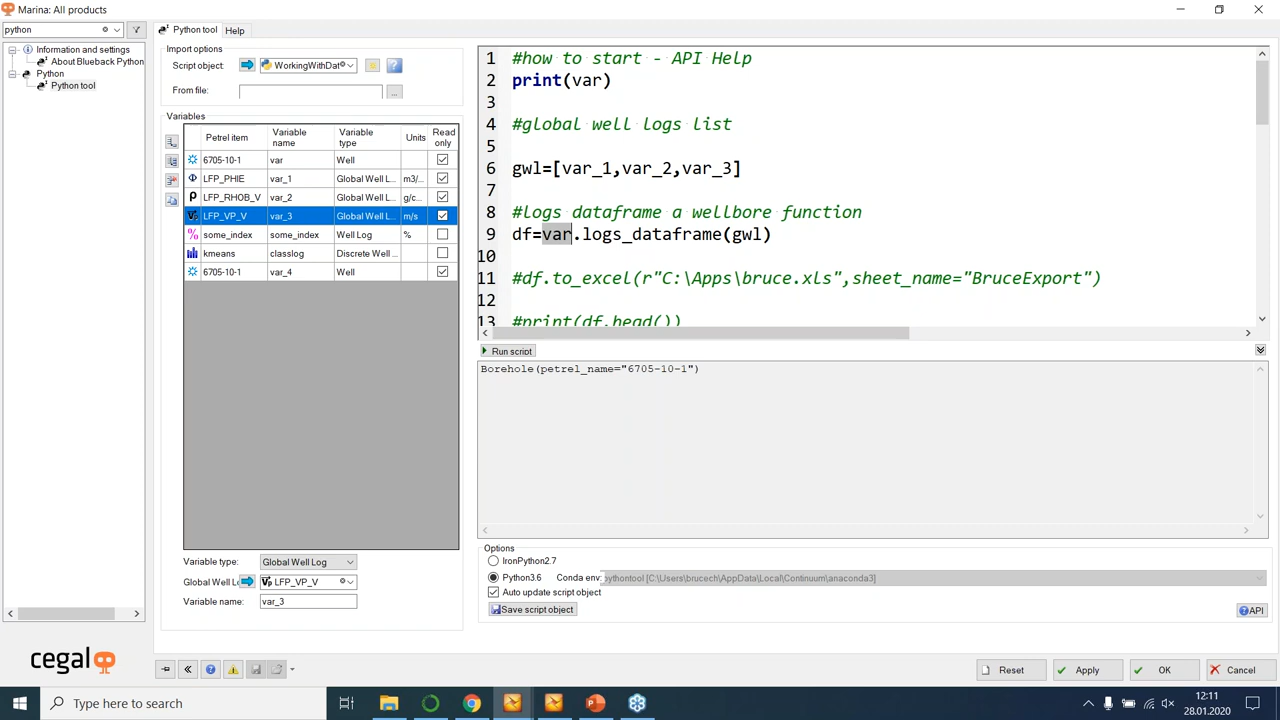 Marina: All products
python
Information and settings
About Blueback Python
Python
Python tool
Python tool
Help
Import options
Script object:
WorkingWithDat
From file:
...
Variables
Petrel item
Variable name
Variable type
Units
Read only
6705-10-1 var Well
LFP_PHIE var_1 Global Well L... m3/...
LFP_RHOB_V var_2 Global Well L... g/c...
LFP_VP_V var_3 Global Well L... m/s
some_index some_index Well Log %
kmeans classlog Discrete Well ...
6705-10-1 var_4 Well
Variable type: Global Well Log
Global Well Lo LFP_VP_V
Variable name: var_3
1 #how to start - API Help
2 print(var)
3
4 #global well logs list
5
6 gwl=[var_1,var_2,var_3]
7
8 #logs dataframe a wellbore function
9 df=var.logs_dataframe(gwl)
10
11 #df.to_excel(r"C:\Apps\bruce.xls",sheet_name="BruceExport")
12
13 #print(df.head())
Run script
Borehole(petrel_name="6705-10-1")
Options
IronPython2.7
Python3.6 Conda env: pythontool [C:\Users\brucech\AppData\Local\Continuum\anaconda3]
Auto update script object
Save script object
API
cegal
Reset
Apply
OK
Cancel
Type here to search
12:11
28.01.2020